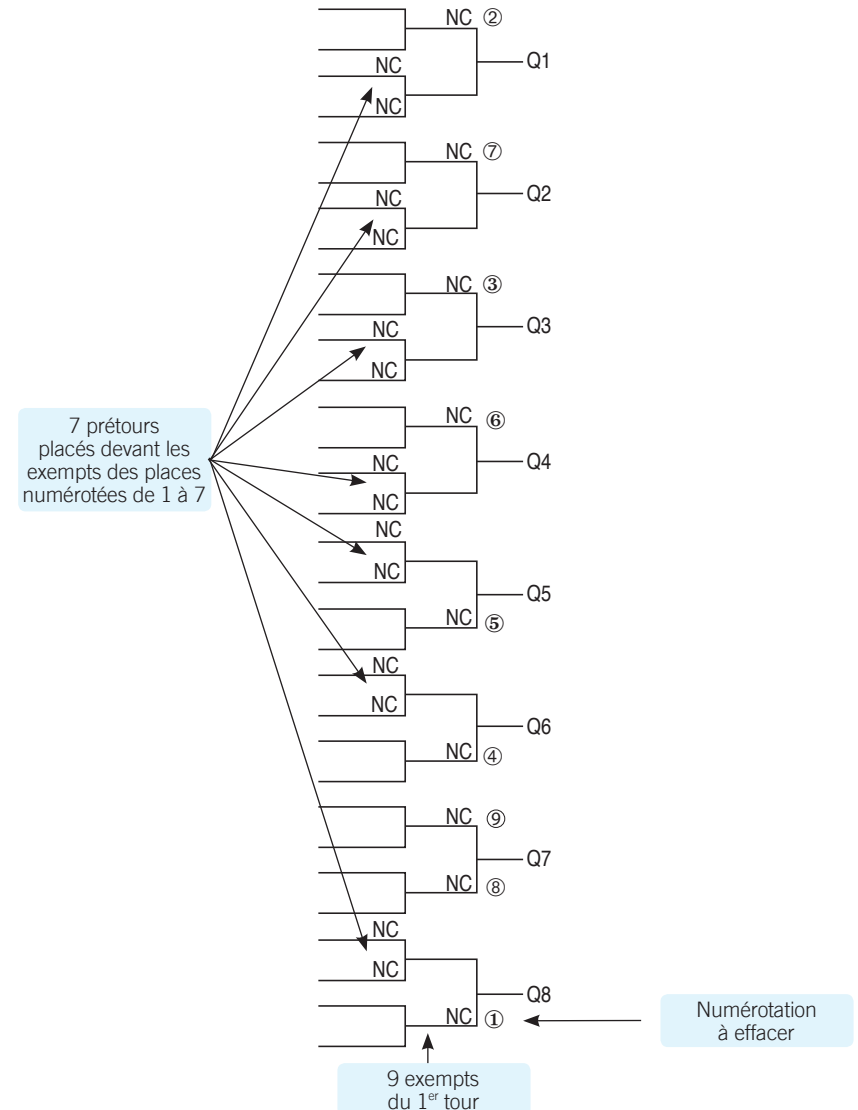 NC ②
Q1
NC
NC
NC ⑦
Q2
NC
NC
NC ③
Q3
NC
NC
7 prétours
placés devant les
exempts des places
numérotées de 1 à 7
NC ⑥
Q4
NC
NC
NC
NC
Q5
NC ⑤
NC
NC
Q6
NC ④
NC ⑨
Q7
NC ⑧
NC
NC
Q8
NC ①
Numérotation
à effacer
9 exempts
du 1er tour